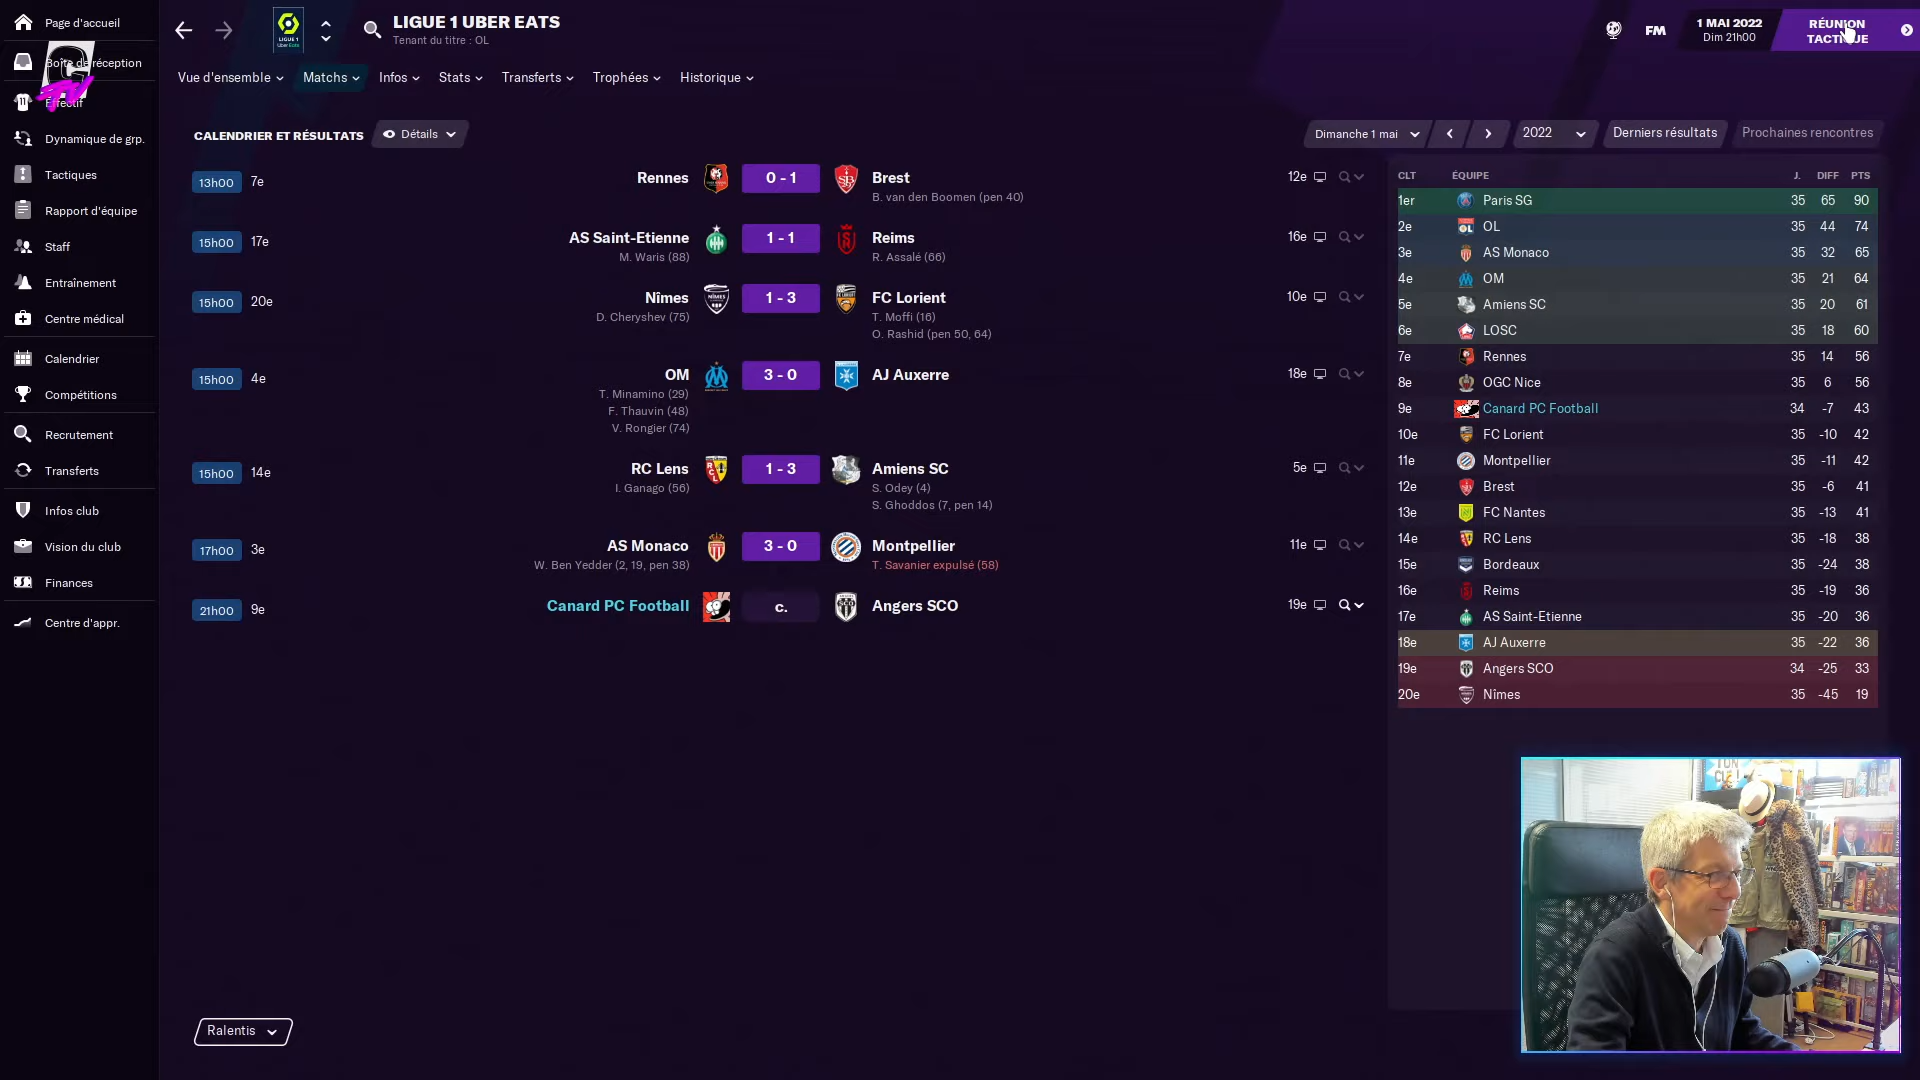 Page d'accueil
Boîte de réception
Effectif
Dynamique de grp.
Tactiques
Rapport d'équipe
Staff
Entraînement
Centre médical
Calendrier
Compétitions
Recrutement
Transferts
Infos club
Vision du club
Finances
Centre d'appr.
LIGUE 1 UBER EATS
Tenant du titre : OL
FM
1 MAI 2022
Dim 21h00
RÉUNION
TACTIQUE
Vue d'ensemble Matchs Infos Stats Transferts Trophées Historique
CALENDRIER ET RÉSULTATS Détails
Dimanche 1 mai 2022 Derniers résultats Prochaines rencontres
13h00 7e Rennes 0 - 1 Brest 12e
B. van den Boomen (pen 40)
15h00 17e AS Saint-Etienne 1 - 1 Reims 16e
M. Waris (88) R. Assalé (66)
15h00 20e Nîmes 1 - 3 FC Lorient 10e
D. Cheryshev (75) T. Moffi (16)
O. Rashid (pen 50, 64)
15h00 4e OM 3 - 0 AJ Auxerre 18e
T. Minamino (29)
F. Thauvin (48)
V. Rongier (74)
15h00 14e RC Lens 1 - 3 Amiens SC 5e
I. Ganago (56) S. Odey (4)
S. Ghoddos (7, pen 14)
17h00 3e AS Monaco 3 - 0 Montpellier 11e
W. Ben Yedder (2, 19, pen 38) T. Savanier expulsé (58)
21h00 9e Canard PC Football c. Angers SCO 19e
CLT ÉQUIPE J. DIFF PTS
1er Paris SG 35 65 90
2e OL 35 44 74
3e AS Monaco 35 32 65
4e OM 35 21 64
5e Amiens SC 35 20 61
6e LOSC 35 18 60
7e Rennes 35 14 56
8e OGC Nice 35 6 56
9e Canard PC Football 34 -7 43
10e FC Lorient 35 -10 42
11e Montpellier 35 -11 42
12e Brest 35 -6 41
13e FC Nantes 35 -13 41
14e RC Lens 35 -18 38
15e Bordeaux 35 -24 38
16e Reims 35 -19 36
17e AS Saint-Etienne 35 -20 36
18e AJ Auxerre 35 -22 36
19e Angers SCO 34 -25 33
20e Nîmes 35 -45 19
Ralentis